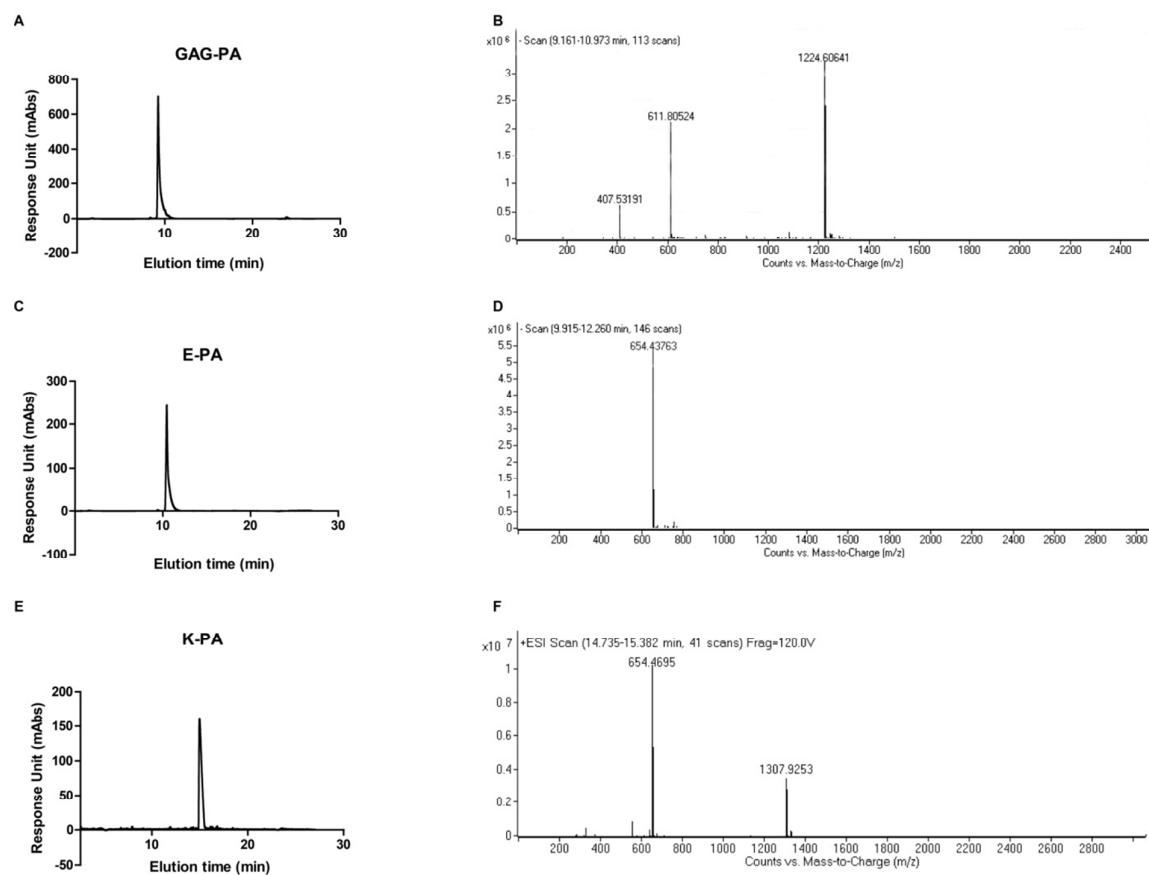 A
GAG-PA
Response Unit (mAbs)
800
600
400
200
0
-200
10
20
30
Elution time (min)
B
x10 6
- Scan (9.161-10.973 min, 113 scans)
1224.60641
611.80524
407.53191
3
2.5
2
1.5
1
0.5
0
200 400 600 800 1000 1200 1400 1600 1800 2000 2200 2400
Counts vs. Mass-to-Charge (m/z)
C
E-PA
Response Unit (mAbs)
300
200
100
0
-100
10
20
30
Elution time (min)
D
x10 6
- Scan (9.915-12.260 min, 146 scans)
654.43763
5.5
5
4.5
4
3.5
3
2.5
2
1.5
1
0.5
0
200 400 600 800 1000 1200 1400 1600 1800 2000 2200 2400 2600 2800 3000
Counts vs. Mass-to-Charge (m/z)
E
K-PA
Response Unit (mAbs)
200
150
100
50
0
-50
10
20
30
Elution time (min)
F
x10 7
+ESI Scan (14.735-15.382 min, 41 scans) Frag=120.0V
654.4695
1307.9253
1
0.8
0.6
0.4
0.2
0
200 400 600 800 1000 1200 1400 1600 1800 2000 2200 2400 2600 2800
Counts vs. Mass-to-Charge (m/z)